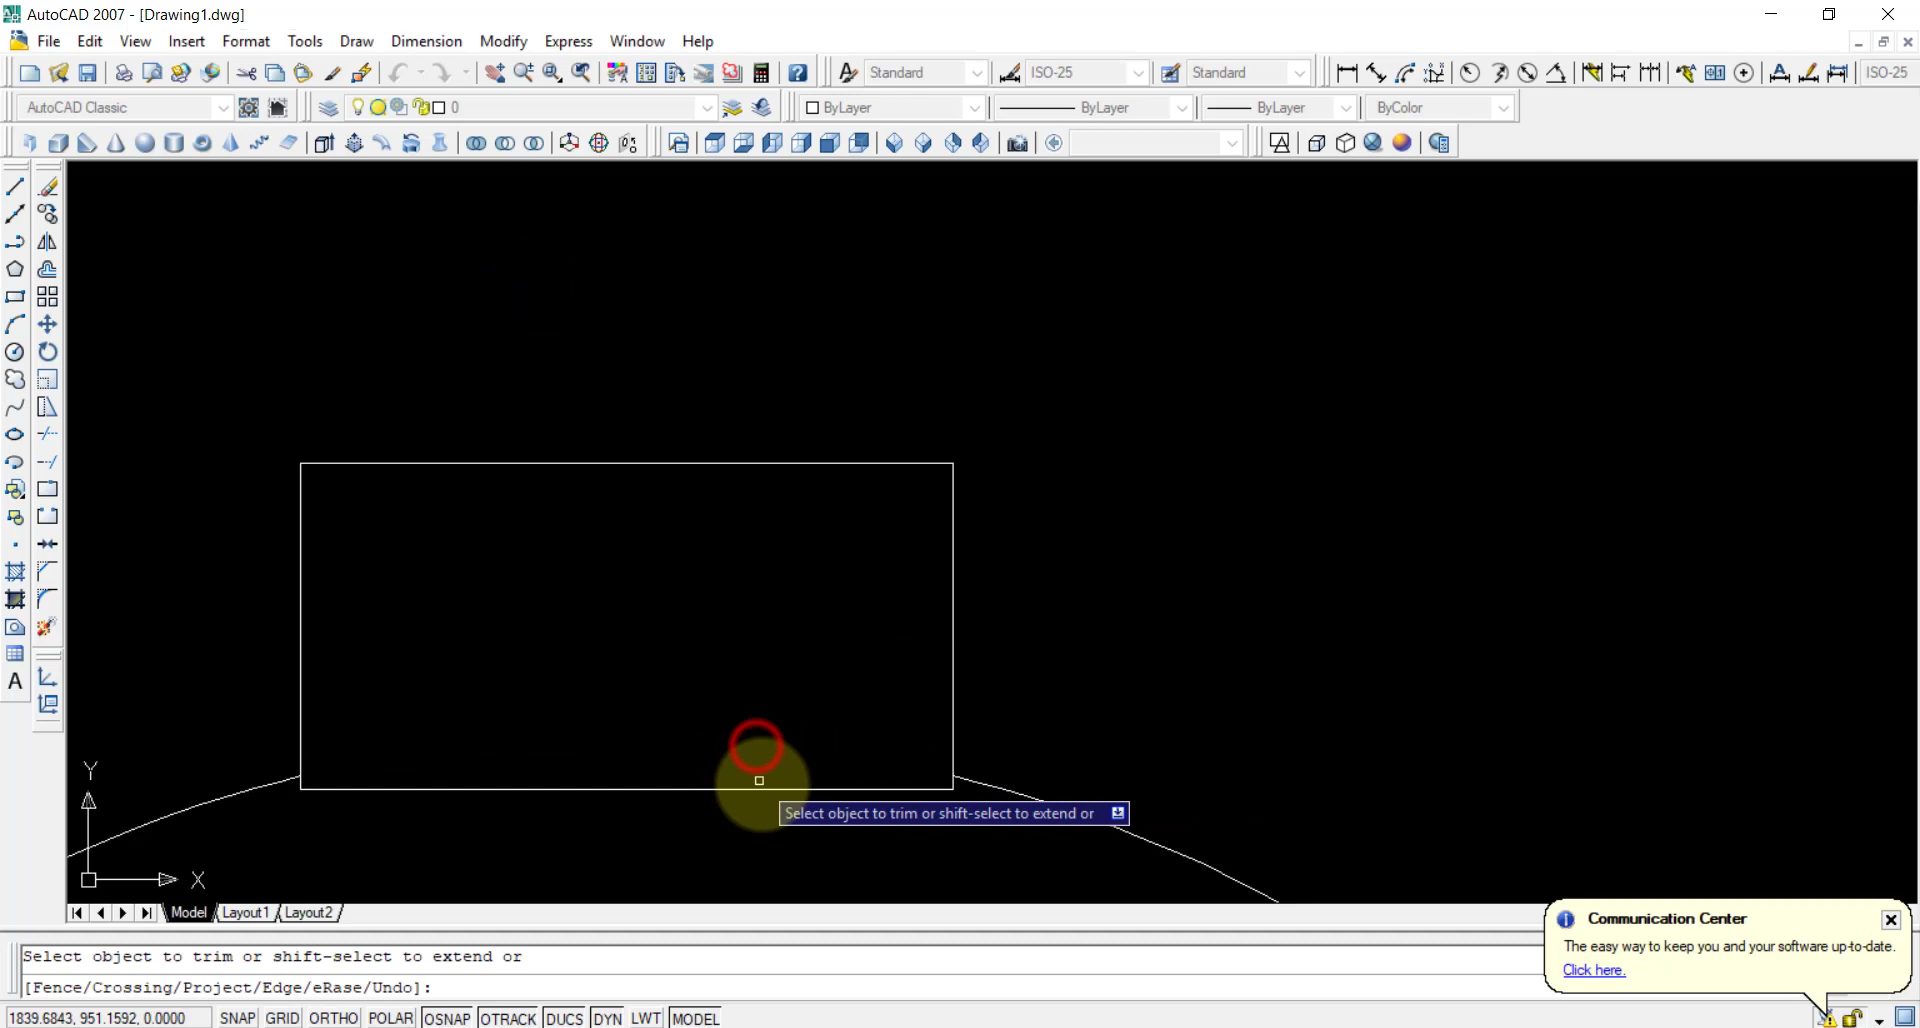 AutoCAD 2007 - [Drawing1.dwg]
File Edit View Insert Format Tools Draw Dimension Modify Express Window Help
Standard ISO-25 Standard ISO-25
AutoCAD Classic 0 ByLayer ByLayer ByLayer ByColor
A
Y
X
Select object to trim or shift-select to extend or
Model Layout1 Layout2
Communication Center
The easy way to keep you and your software up-to-date.
Click here.
Select object to trim or shift-select to extend or
[Fence/Crossing/Project/Edge/eRase/Undo]:
1839.6843, 951.1592, 0.0000 SNAP GRID ORTHO POLAR OSNAP OTRACK DUCS DYN LWT MODEL